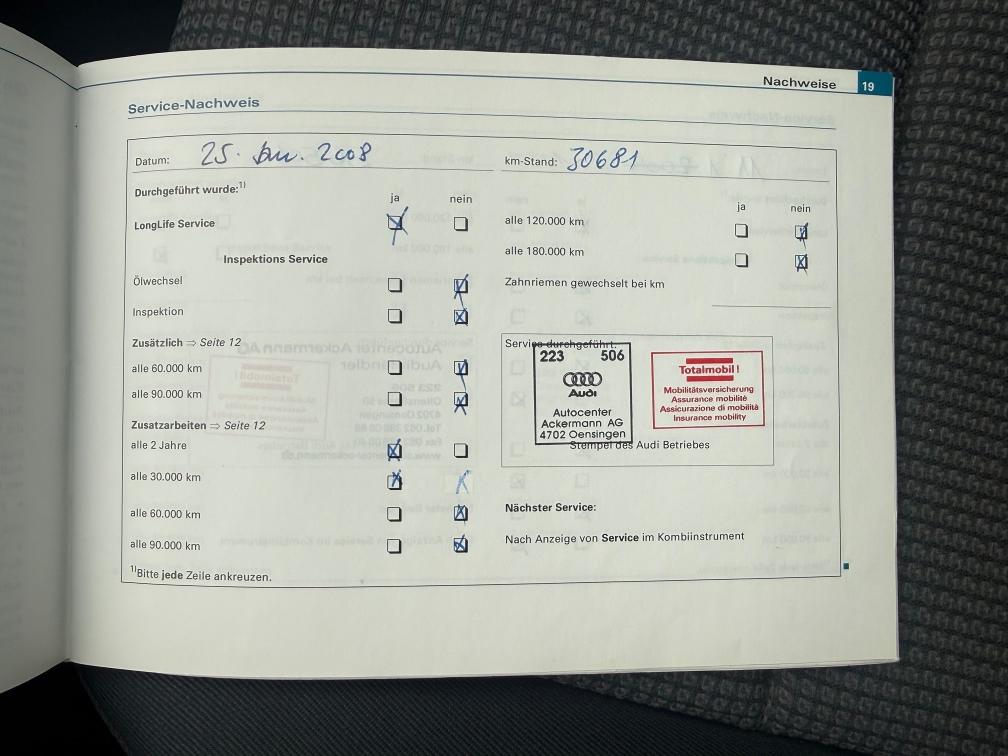 Nachweise 19
Service-Nachweis
Datum: 25. Jan. 2008
km-Stand: 30681
Durchgeführt wurde:1)
ja nein
LongLife Service
Inspektions Service
Ölwechsel
Inspektion
Zusätzlich ⇒ Seite 12
alle 60.000 km
alle 90.000 km
Zusatzarbeiten ⇒ Seite 12
alle 2 Jahre
alle 30.000 km
alle 60.000 km
alle 90.000 km
1)Bitte jede Zeile ankreuzen.
ja nein
alle 120.000 km
alle 180.000 km
Zahnriemen gewechselt bei km
Service durchgeführt:
223 506
Audi
Autocenter
Ackermann AG
4702 Oensingen
Totalmobil!
Mobilitätsversicherung
Assurance mobilité
Assicurazione di mobilità
Insurance mobility
Stempel des Audi Betriebes
Nächster Service:
Nach Anzeige von Service im Kombiinstrument